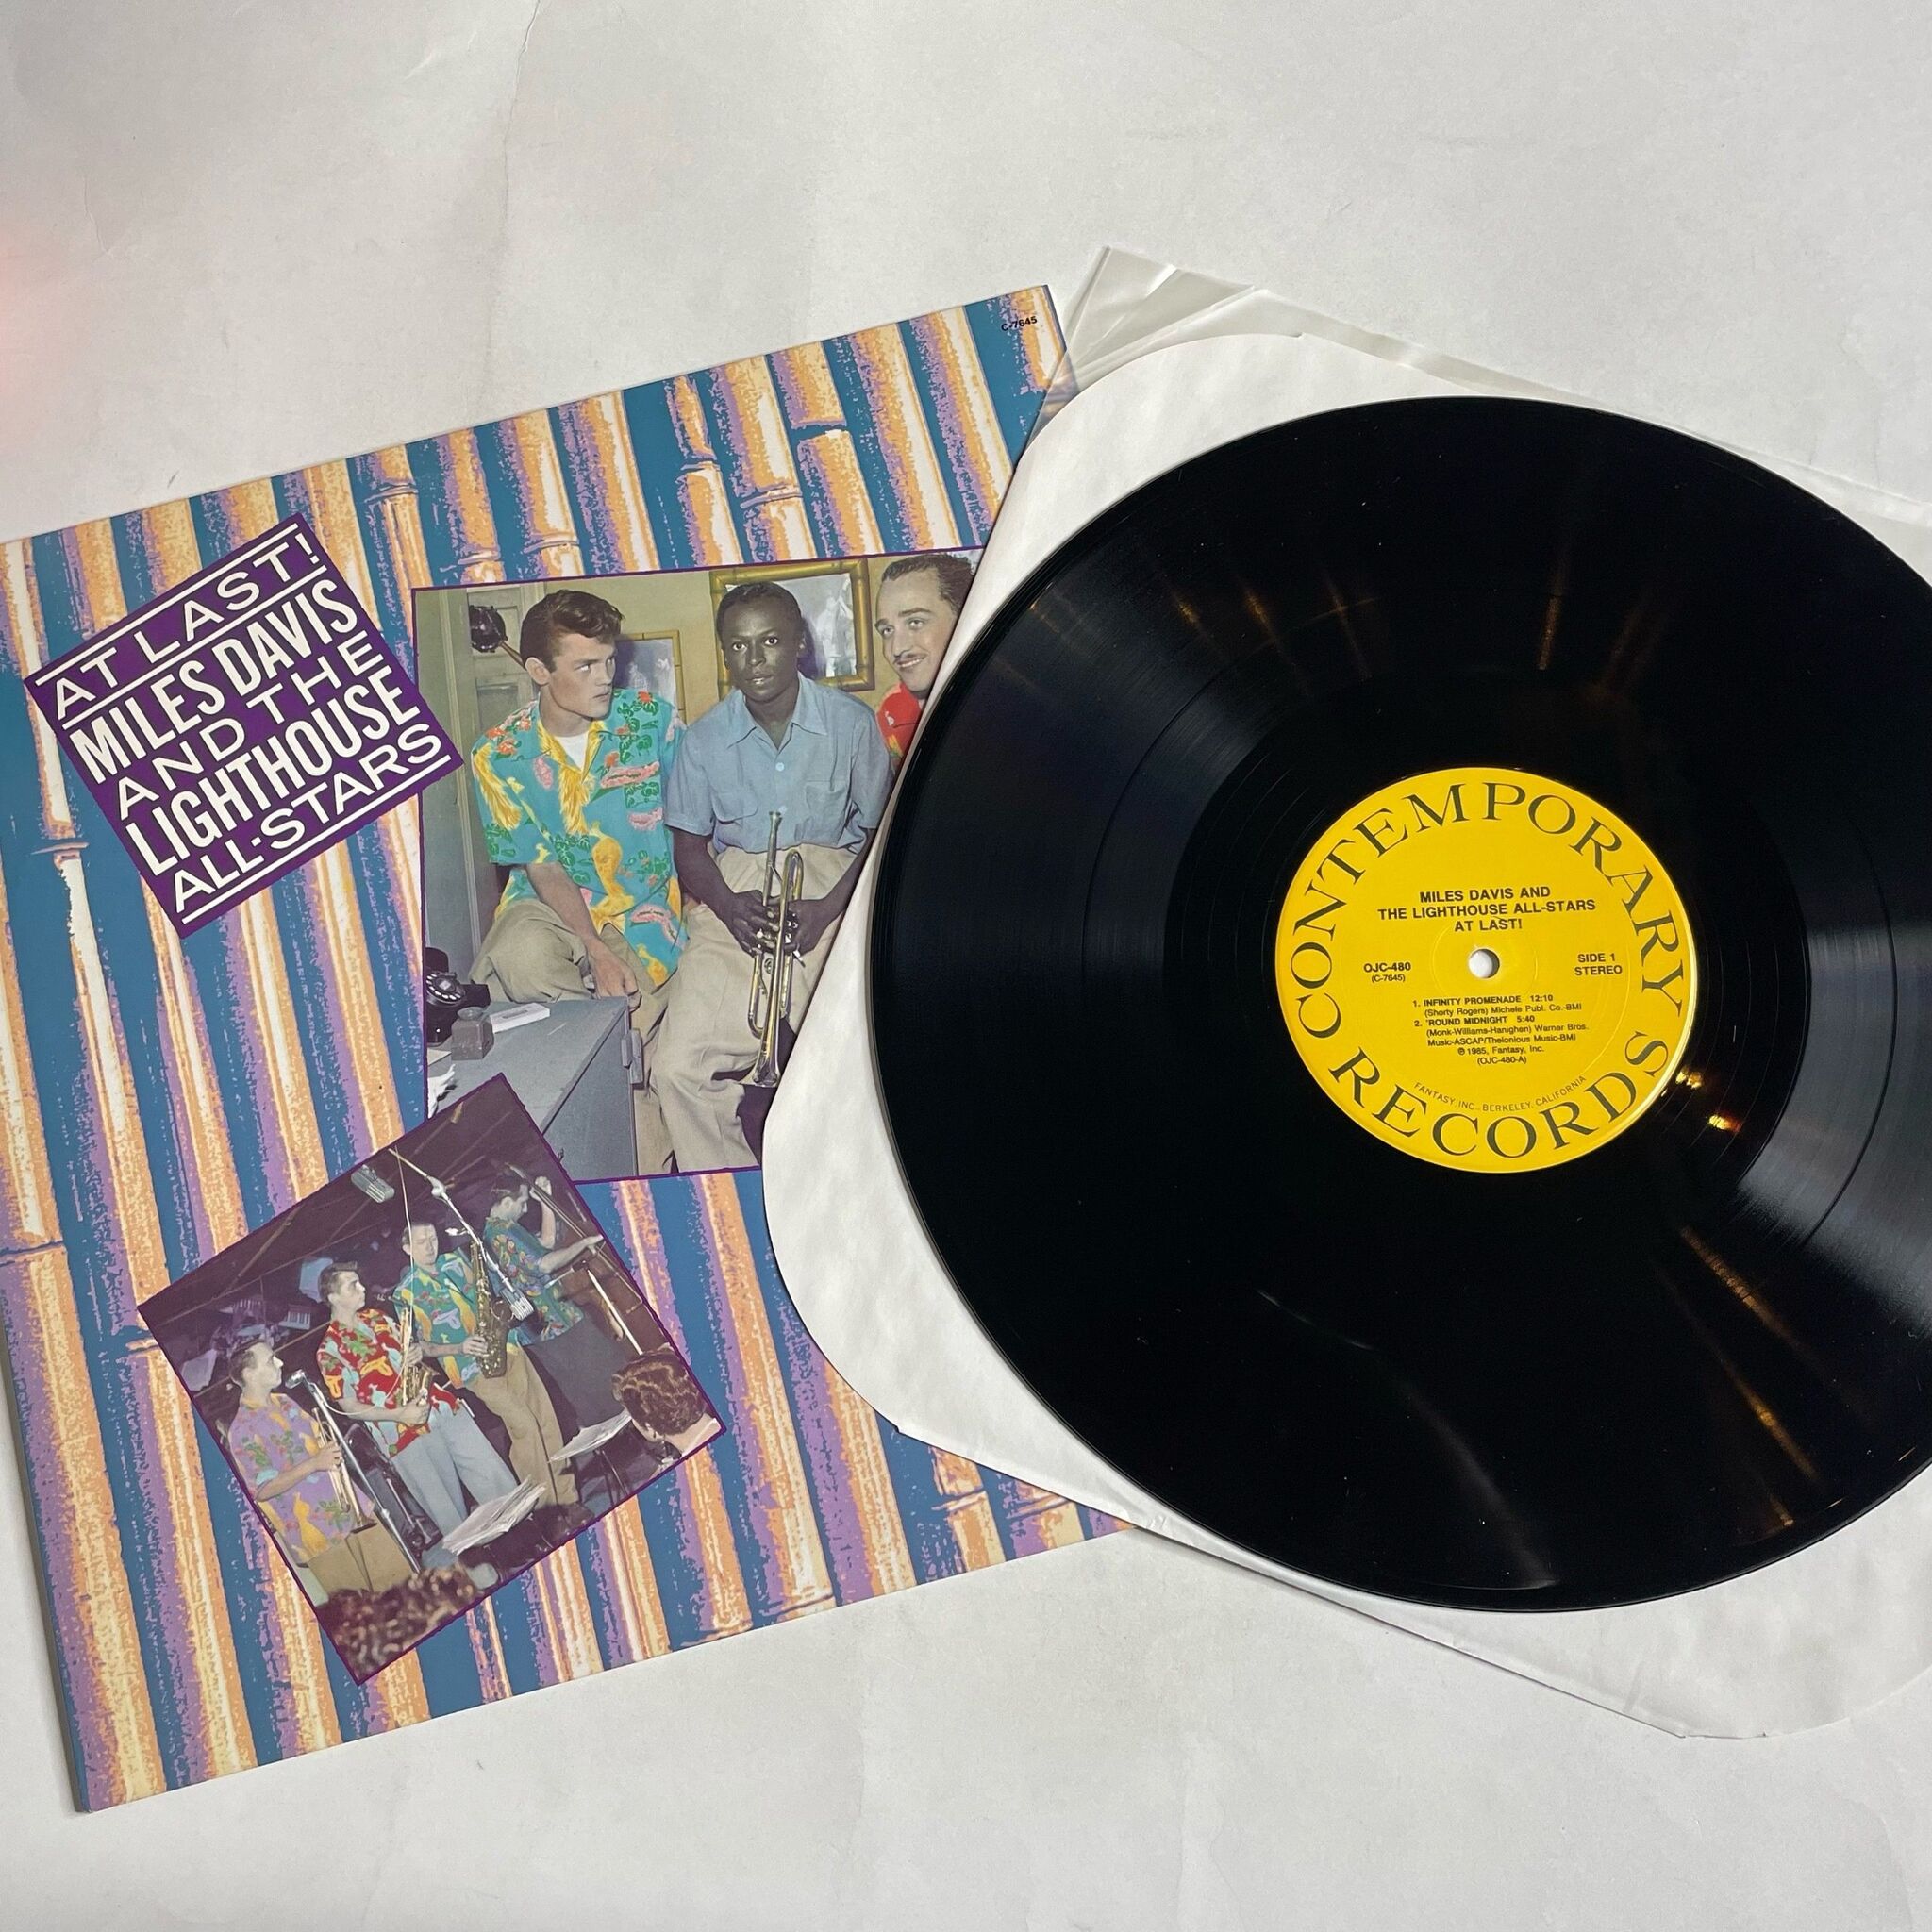 C-7645
AT LAST!
MILES DAVIS
AND THE
LIGHTHOUSE
ALL-STARS
CONTEMPORARY RECORDS
MILES DAVIS AND
THE LIGHTHOUSE ALL-STARS
AT LAST!
OJC-480
(C-7645)
SIDE 1
STEREO
1. INFINITY PROMENADE 12:10
(Shorty Rogers) Michele Publ. Co.-BMI
2. 'ROUND MIDNIGHT 5:40
(Monk-Williams-Hanighen) Warner Bros.
Music-ASCAP/Thelonious Music-BMI
℗ 1985, Fantasy, Inc.
(OJC-480-A)
FANTASY INC., BERKELEY, CALIFORNIA